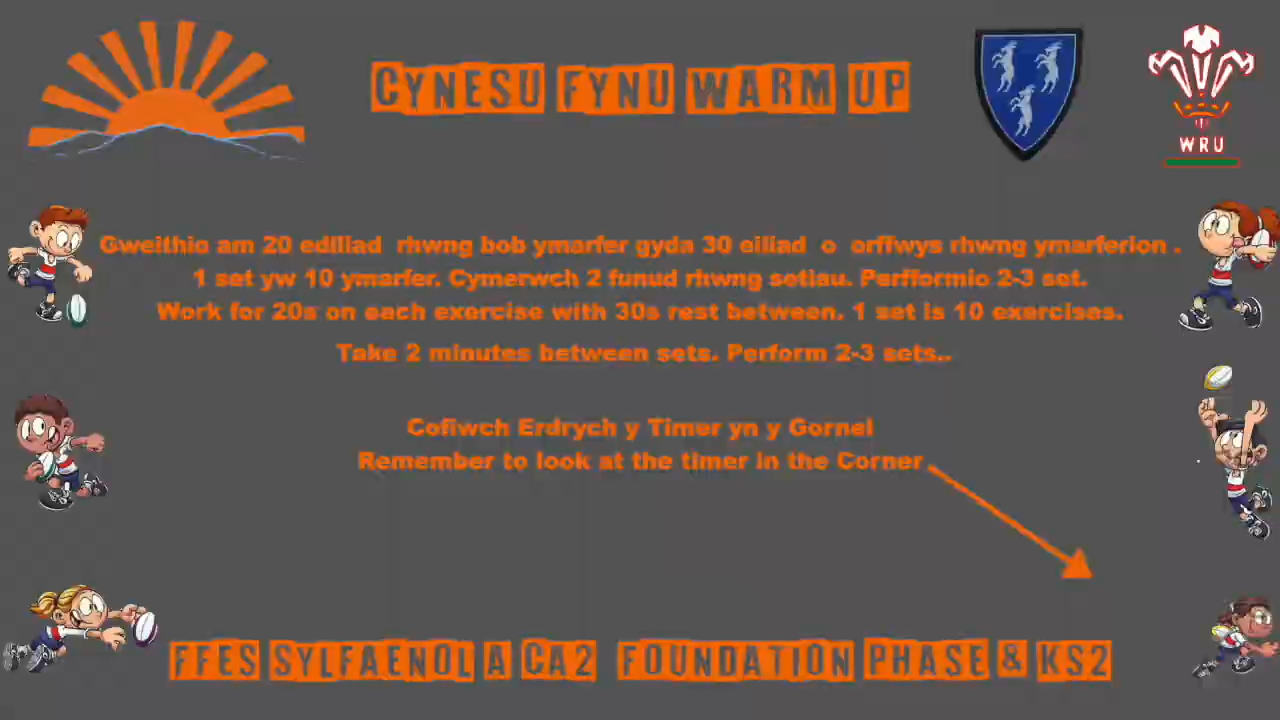 CYNESU FYNU WARM UP
WRU
Gweithio am 20 ediliad rhwng bob ymarfer gyda 30 eiliad o orffwys rhwng ymarferion .
1 set yw 10 ymarfer. Cymerwch 2 funud rhwng setiau. Perfformio 2-3 set.
Work for 20s on each exercise with 30s rest between. 1 set is 10 exercises.
Take 2 minutes between sets. Perform 2-3 sets..
Cofiwch Erdrych y Timer yn y Gornel
Remember to look at the timer in the Corner
FFES SYLFAENOL A CA2 FOUNDATION PHASE & KS2